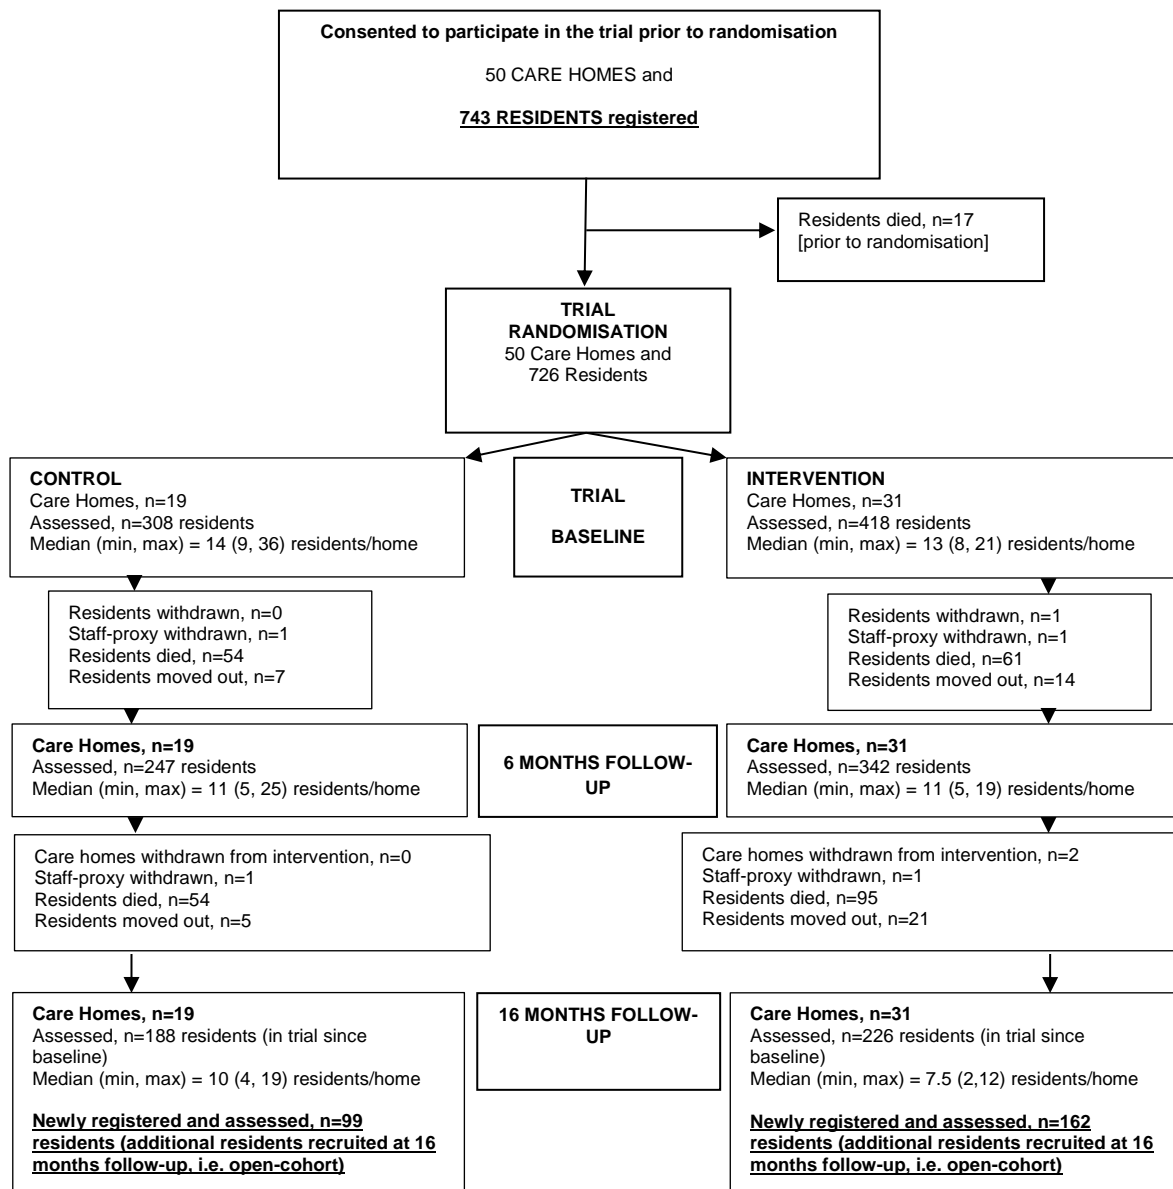 Consented to participate in the trial prior to randomisation
50 CARE HOMES and
743 RESIDENTS registered
Residents died, n=17
[prior to randomisation]
TRIAL
RANDOMISATION
50 Care Homes and
726 Residents
CONTROL
Care Homes, n=19
Assessed, n=308 residents
Median (min, max) = 14 (9, 36) residents/home
TRIAL
BASELINE
INTERVENTION
Care Homes, n=31
Assessed, n=418 residents
Median (min, max) = 13 (8, 21) residents/home
Residents withdrawn, n=0
Staff-proxy withdrawn, n=1
Residents died, n=54
Residents moved out, n=7
Residents withdrawn, n=1
Staff-proxy withdrawn, n=1
Residents died, n=61
Residents moved out, n=14
Care Homes, n=19
Assessed, n=247 residents
Median (min, max) = 11 (5, 25) residents/home
6 MONTHS FOLLOW-
UP
Care Homes, n=31
Assessed, n=342 residents
Median (min, max) = 11 (5, 19) residents/home
Care homes withdrawn from intervention, n=0
Staff-proxy withdrawn, n=1
Residents died, n=54
Residents moved out, n=5
Care homes withdrawn from intervention, n=2
Staff-proxy withdrawn, n=1
Residents died, n=95
Residents moved out, n=21
Care Homes, n=19
Assessed, n=188 residents (in trial since
baseline)
Median (min, max) = 10 (4, 19) residents/home
Newly registered and assessed, n=99
residents (additional residents recruited at 16
months follow-up, i.e. open-cohort)
16 MONTHS FOLLOW-
UP
Care Homes, n=31
Assessed, n=226 residents (in trial since
baseline)
Median (min, max) = 7.5 (2,12) residents/home
Newly registered and assessed, n=162
residents (additional residents recruited at 16
months follow-up, i.e. open-cohort)